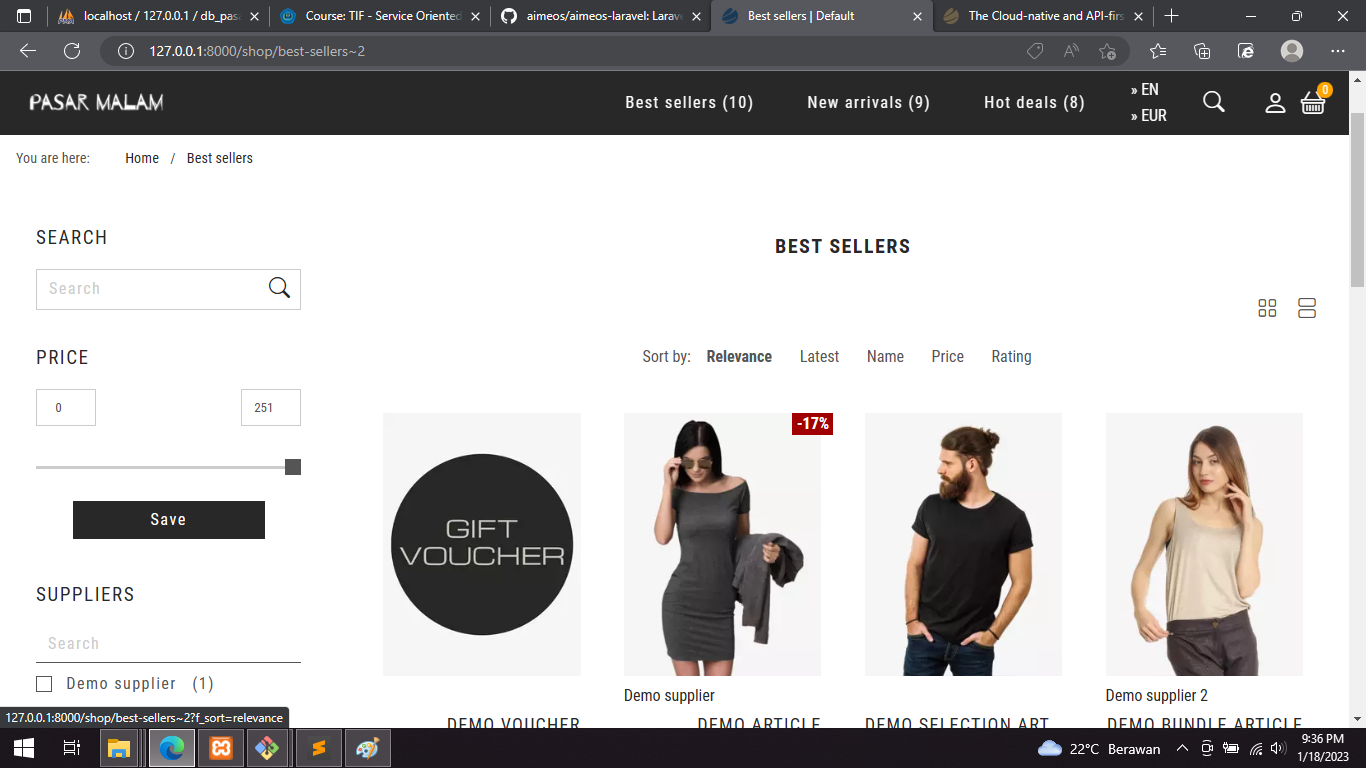 localhost / 127.0.0.1 / db_pasa
Course: TIF - Service Oriented
aimeos/aimeos-laravel: Larave
Best sellers | Default
The Cloud-native and API-firs
127.0.0.1:8000/shop/best-sellers~2
PASAR MALAM
Best sellers (10)
New arrivals (9)
Hot deals (8)
» EN
» EUR
0
You are here:
Home / Best sellers
SEARCH
Search
PRICE
0
251
Save
SUPPLIERS
Search
Demo supplier (1)
BEST SELLERS
Sort by: Relevance Latest Name Price Rating
GIFT
VOUCHER
-17%
Demo supplier
Demo supplier 2
DEMO VOUCHER
DEMO ARTICLE
DEMO SELECTION ART
DEMO BUNDLE ARTICLE
127.0.0.1:8000/shop/best-sellers~2?f_sort=relevance
22°C Berawan
9:36 PM
1/18/2023